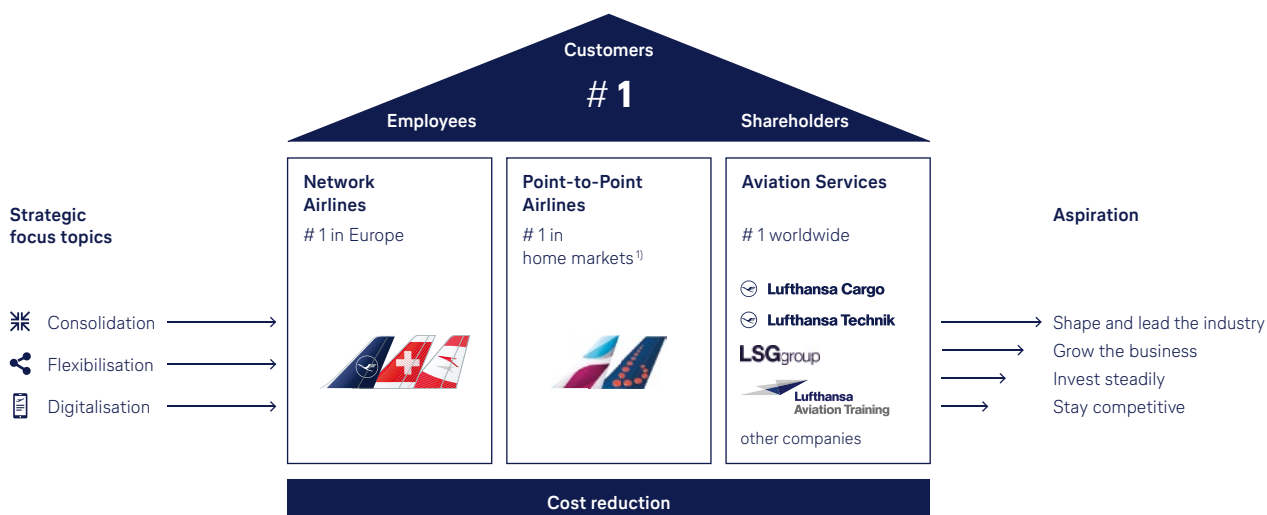 Customers
# 1
Employees
Shareholders
Strategic
focus topics
Consolidation
Flexibilisation
Digitalisation
Network
Airlines
# 1 in Europe
Point-to-Point
Airlines
# 1 in
home markets 1)
Aviation Services
# 1 worldwide
Lufthansa Cargo
Lufthansa Technik
LSGgroup
Lufthansa
Aviation Training
other companies
Aspiration
Shape and lead the industry
Grow the business
Invest steadily
Stay competitive
Cost reduction